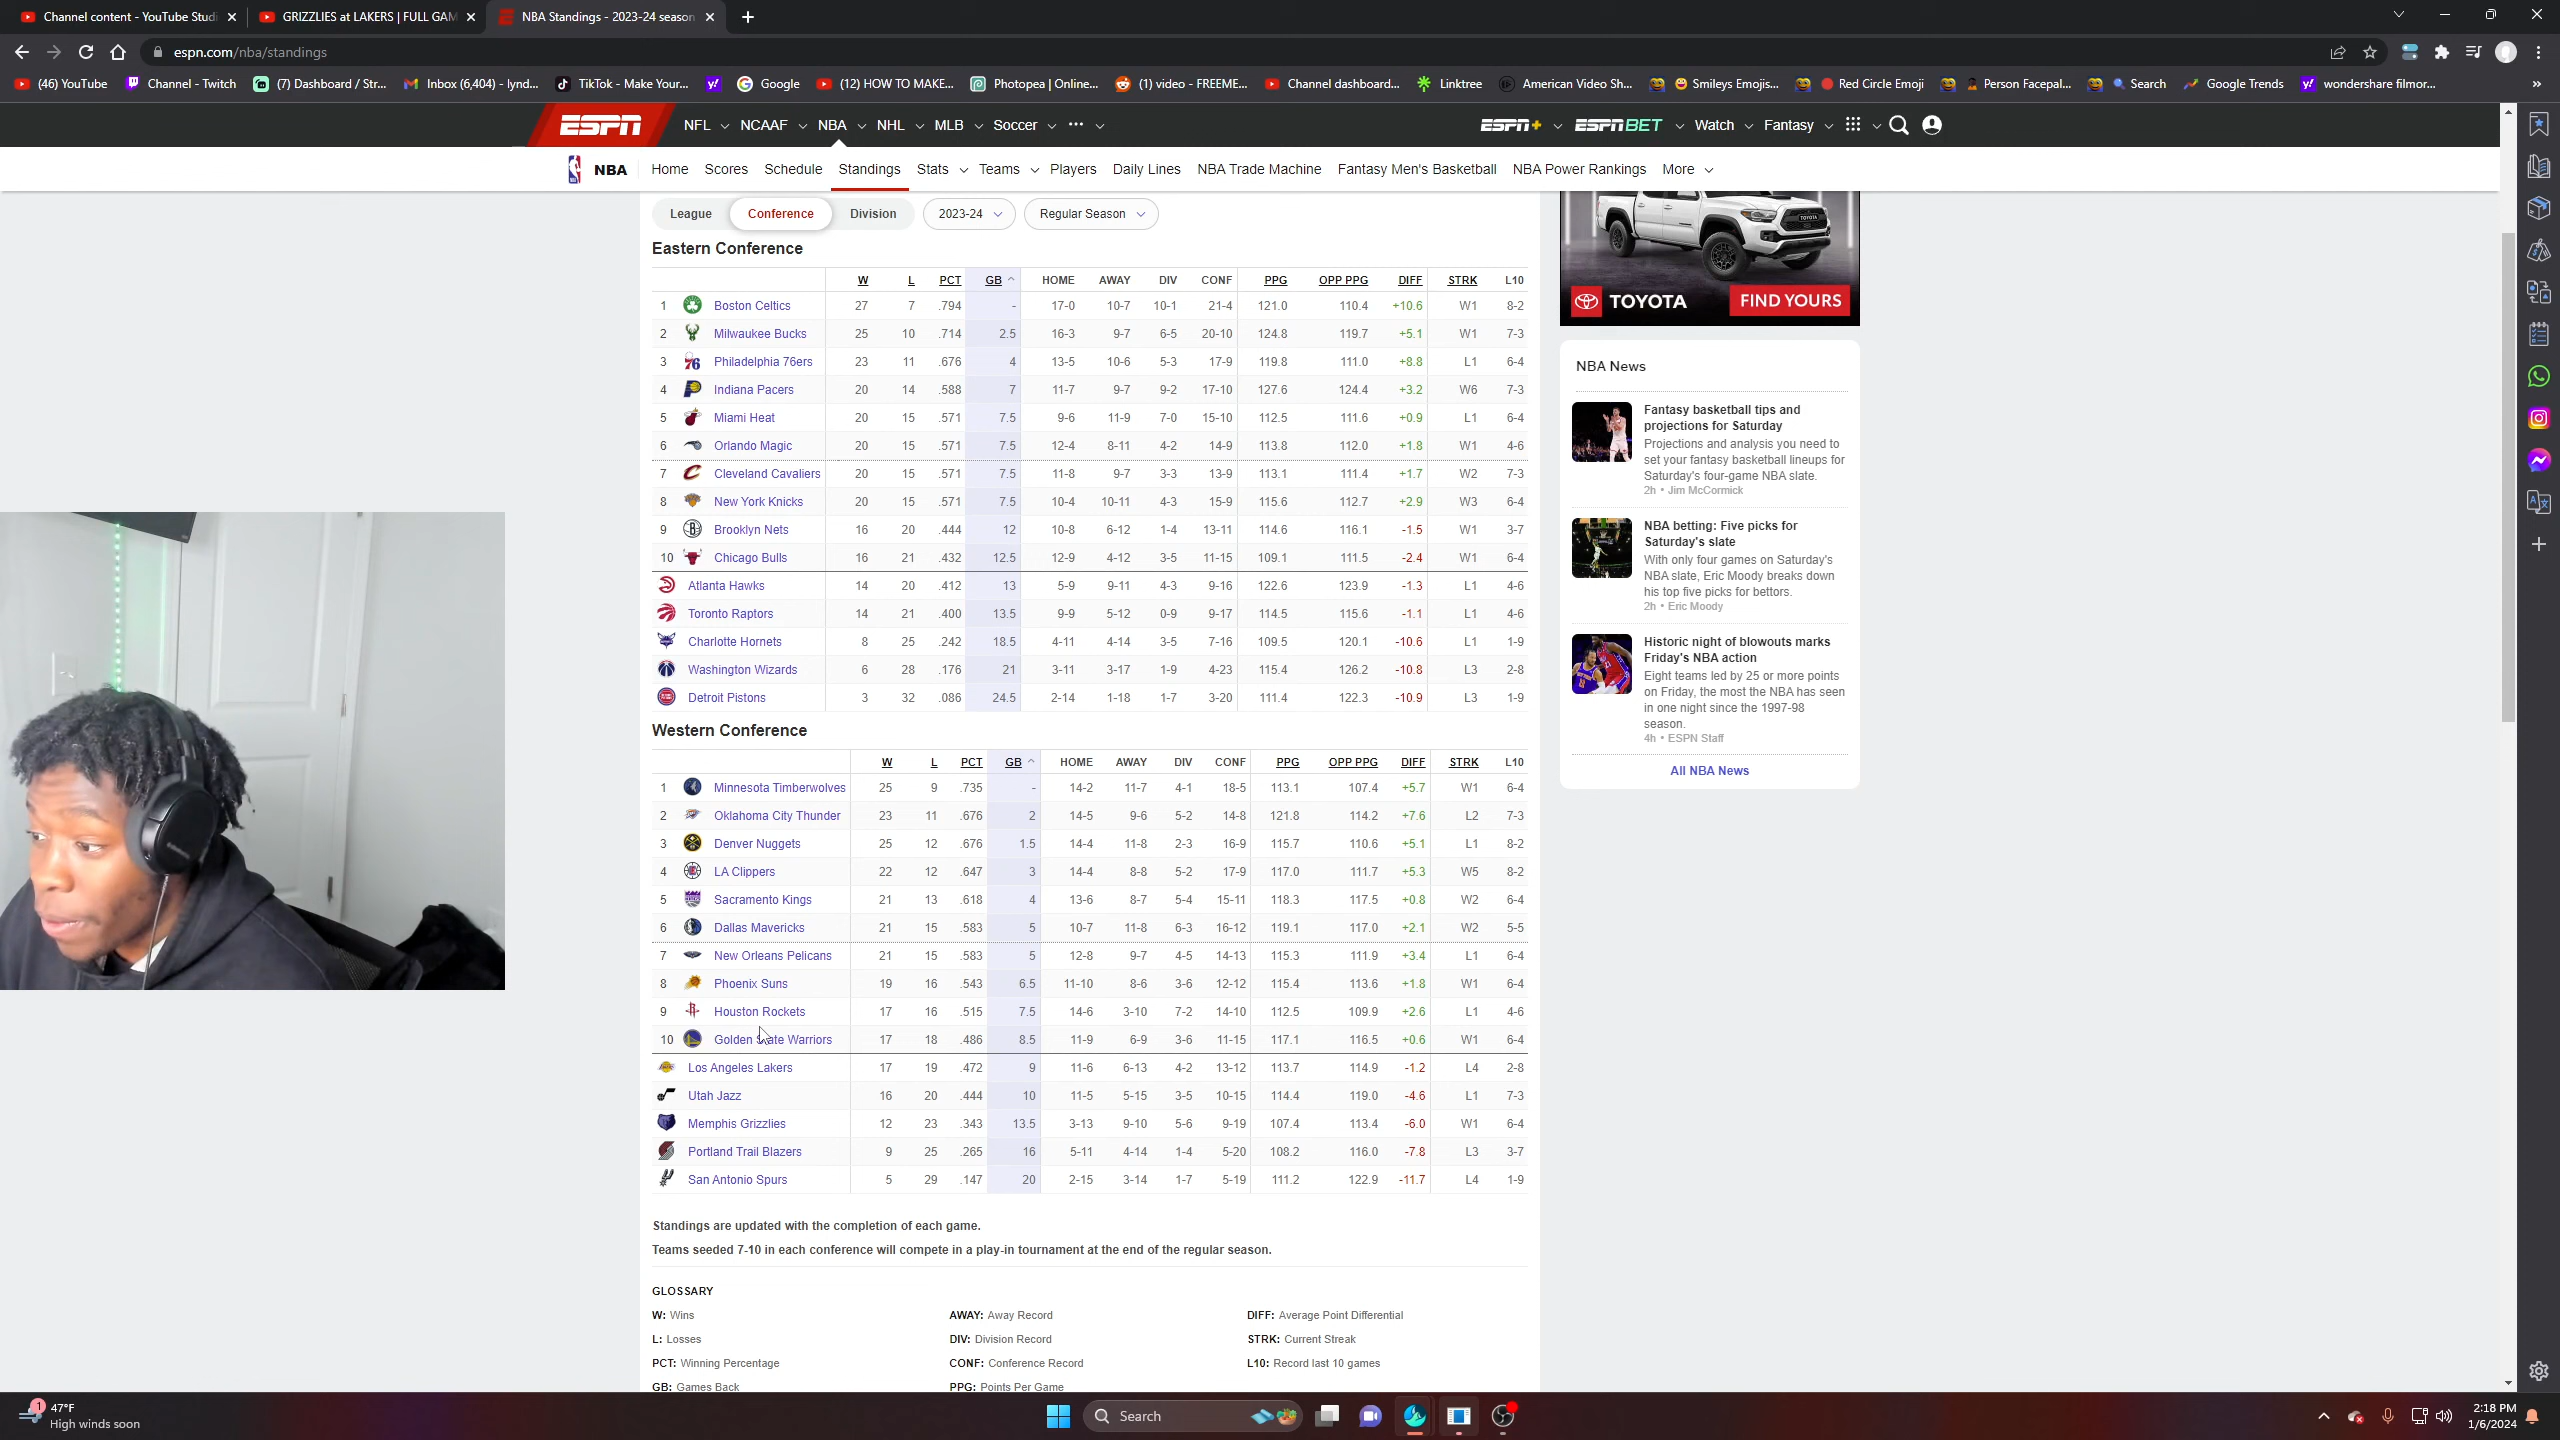 Channel content - YouTube Studi
GRIZZLIES at LAKERS | FULL GAM
NBA Standings - 2023-24 season
espn.com/nba/standings
(46) YouTube Channel - Twitch (7) Dashboard / Str... Inbox (6,404) - lynd... TikTok - Make Your... Google (12) HOW TO MAKE... Photopea | Online... (1) video - FREEME... Channel dashboard... Linktree American Video Sh... Smileys Emojis... Red Circle Emoji Person Facepal... Search Google Trends wondershare filmor...
ESPN NFL NCAAF NBA NHL MLB Soccer ESPN+ ESPN BET Watch Fantasy
NBA Home Scores Schedule Standings Stats Teams Players Daily Lines NBA Trade Machine Fantasy Men's Basketball NBA Power Rankings More
League Conference Division 2023-24 Regular Season
Eastern Conference
W L PCT GB HOME AWAY DIV CONF PPG OPP PPG DIFF STRK L10
1 Boston Celtics 27 7 .794 - 17-0 10-7 10-1 21-4 121.0 110.4 +10.6 W1 8-2
2 Milwaukee Bucks 25 10 .714 2.5 16-3 9-7 6-5 20-10 124.8 119.7 +5.1 W1 7-3
3 Philadelphia 76ers 23 11 .676 4 13-5 10-6 5-3 17-9 119.8 111.0 +8.8 L1 6-4
4 Indiana Pacers 20 14 .588 7 11-7 9-7 9-2 17-10 127.6 124.4 +3.2 W6 7-3
5 Miami Heat 20 15 .571 7.5 9-6 11-9 7-0 15-10 112.5 111.6 +0.9 L1 6-4
6 Orlando Magic 20 15 .571 7.5 12-4 8-11 4-2 14-9 113.8 112.0 +1.8 W1 4-6
7 Cleveland Cavaliers 20 15 .571 7.5 11-8 9-7 3-3 13-9 113.1 111.4 +1.7 W2 7-3
8 New York Knicks 20 15 .571 7.5 10-4 10-11 4-3 15-9 115.6 112.7 +2.9 W3 6-4
9 Brooklyn Nets 16 20 .444 12 10-8 6-12 1-4 13-11 114.6 116.1 -1.5 W1 3-7
10 Chicago Bulls 16 21 .432 12.5 12-9 4-12 3-5 11-15 109.1 111.5 -2.4 W1 6-4
Atlanta Hawks 14 20 .412 13 5-9 9-11 4-3 9-16 122.6 123.9 -1.3 L1 4-6
Toronto Raptors 14 21 .400 13.5 9-9 5-12 0-9 9-17 114.5 115.6 -1.1 L1 4-6
Charlotte Hornets 8 25 .242 18.5 4-11 4-14 3-5 7-16 109.5 120.1 -10.6 L1 1-9
Washington Wizards 6 28 .176 21 3-11 3-17 1-9 4-23 115.4 126.2 -10.8 L3 2-8
Detroit Pistons 3 32 .086 24.5 2-14 1-18 1-7 3-20 111.4 122.3 -10.9 L3 1-9
Western Conference
W L PCT GB HOME AWAY DIV CONF PPG OPP PPG DIFF STRK L10
1 Minnesota Timberwolves 25 9 .735 - 14-2 11-7 4-1 18-5 113.1 107.4 +5.7 W1 6-4
2 Oklahoma City Thunder 23 11 .676 2 14-5 9-6 5-2 14-8 121.8 114.2 +7.6 L2 7-3
3 Denver Nuggets 25 12 .676 1.5 14-4 11-8 2-3 16-9 115.7 110.6 +5.1 L1 8-2
4 LA Clippers 22 12 .647 3 14-4 8-8 5-2 17-9 117.0 111.7 +5.3 W5 8-2
5 Sacramento Kings 21 13 .618 4 13-6 8-7 5-4 15-11 118.3 117.5 +0.8 W2 6-4
6 Dallas Mavericks 21 15 .583 5 10-7 11-8 6-3 16-12 119.1 117.0 +2.1 W2 5-5
7 New Orleans Pelicans 21 15 .583 5 12-8 9-7 4-5 14-13 115.3 111.9 +3.4 L1 6-4
8 Phoenix Suns 19 16 .543 6.5 11-10 8-6 3-6 12-12 115.4 113.6 +1.8 W1 6-4
9 Houston Rockets 17 16 .515 7.5 14-6 3-10 7-2 14-10 112.5 109.9 +2.6 L1 4-6
10 Golden State Warriors 17 18 .486 8.5 11-9 6-9 3-6 11-15 117.1 116.5 +0.6 W1 6-4
Los Angeles Lakers 17 19 .472 9 11-6 6-13 4-2 13-12 113.7 114.9 -1.2 L4 2-8
Utah Jazz 16 20 .444 10 11-5 5-15 3-5 10-15 114.4 119.0 -4.6 L1 7-3
Memphis Grizzlies 12 23 .343 13.5 3-13 9-10 5-6 9-19 107.4 113.4 -6.0 W1 6-4
Portland Trail Blazers 9 25 .265 16 5-11 4-14 1-4 5-20 108.2 116.0 -7.8 L3 3-7
San Antonio Spurs 5 29 .147 20 2-15 3-14 1-7 5-19 111.2 122.9 -11.7 L4 1-9
Standings are updated with the completion of each game.
Teams seeded 7-10 in each conference will compete in a play-in tournament at the end of the regular season.
GLOSSARY
W: Wins AWAY: Away Record DIFF: Average Point Differential
L: Losses DIV: Division Record STRK: Current Streak
PCT: Winning Percentage CONF: Conference Record L10: Record last 10 games
GB: Games Back PPG: Points Per Game
TOYOTA FIND YOURS
NBA News
Fantasy basketball tips and
projections for Saturday
Projections and analysis you need to
set your fantasy basketball lineups for
Saturday's four-game NBA slate.
2h • Jim McCormick
NBA betting: Five picks for
Saturday's slate
With only four games on Saturday's
NBA slate, Eric Moody breaks down
his top five picks for bettors.
2h • Eric Moody
Historic night of blowouts marks
Friday's NBA action
Eight teams led by 25 or more points
on Friday, the most the NBA has seen
in one night since the 1997-98
season.
4h • ESPN Staff
All NBA News
1 47°F
High winds soon
Search
2:18 PM
1/6/2024